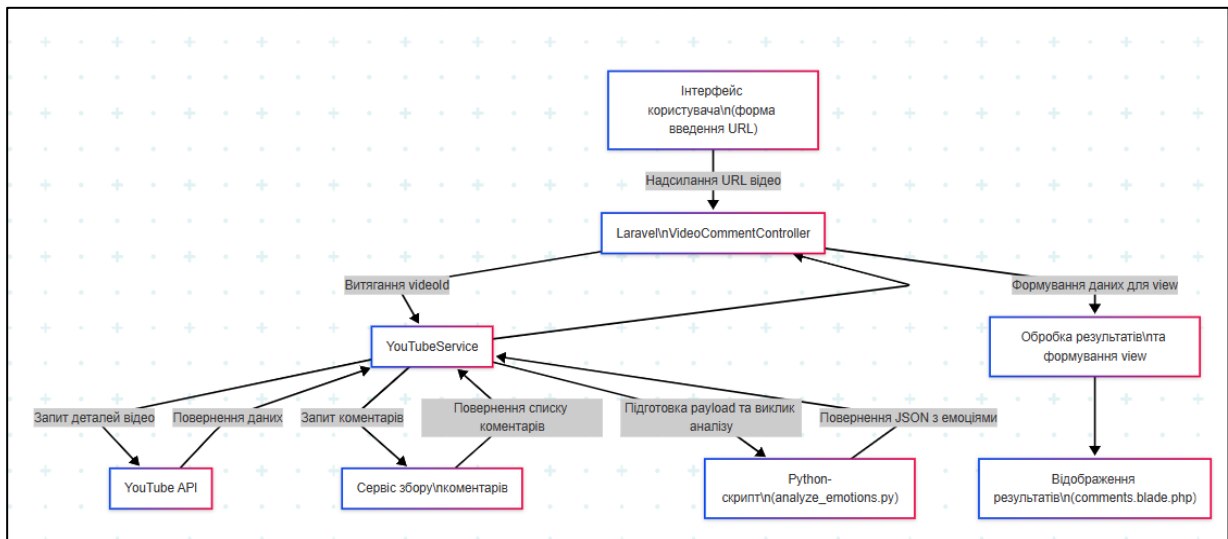 Інтерфейс
користувача\n(форма
введення URL)
Надсилання URL відео
Laravel\nVideoCommentController
Витягання videoId
Формування даних для view
YouTubeService
Обробка результатів\nта
формування view
Запит деталей відео
Повернення даних
Запит коментарів
Повернення списку
коментарів
Підготовка payload та виклик
аналізу
Повернення JSON з емоціями
YouTube API
Сервіс збору\nкоментарів
Python-
скрипт\n(analyze_emotions.py)
Відображення
результатів\n(comments.blade.php)